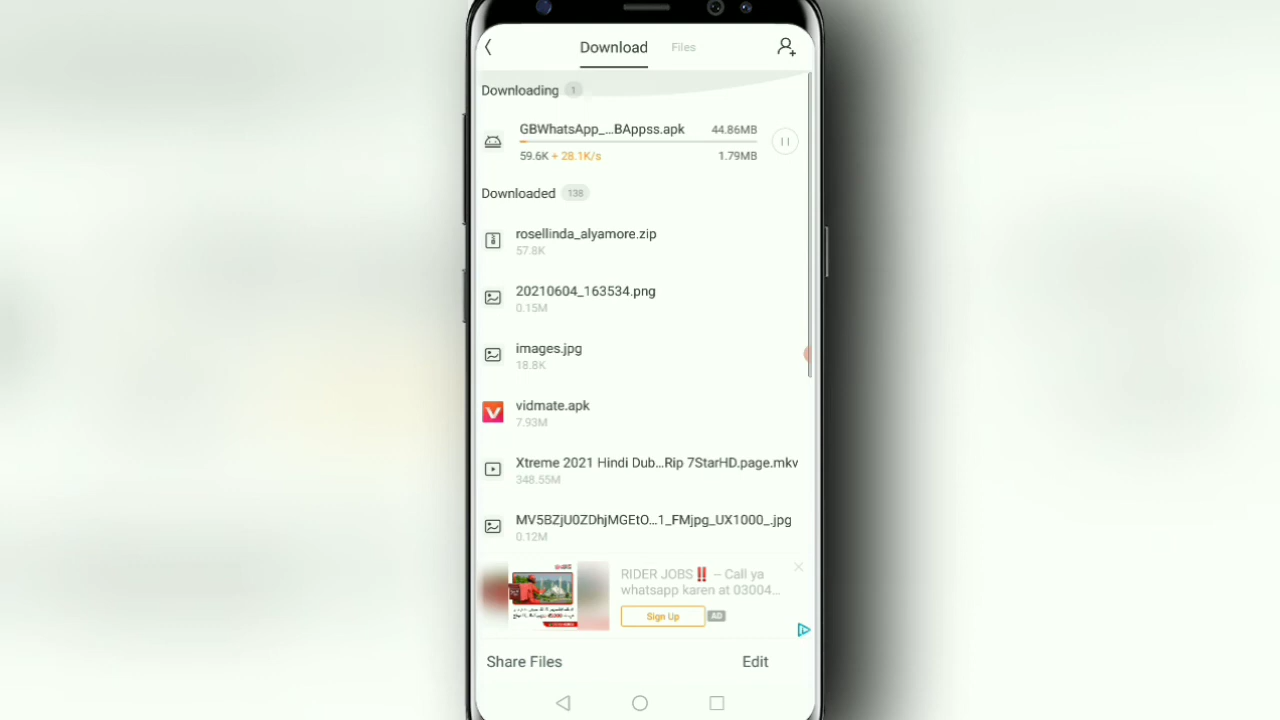 Download
Files
Downloading 1
GBWhatsApp_...BAppss.apk
44.86MB
59.6K + 28.1K/s
1.79MB
Downloaded 138
rosellinda_alyamore.zip
57.8K
20210604_163534.png
0.15M
images.jpg
18.8K
vidmate.apk
7.93M
Xtreme 2021 Hindi Dub...Rip 7StarHD.page.mkv
348.55M
MV5BZjU0ZDhjMGEtO...1_FMjpg_UX1000_.jpg
0.12M
RIDER JOBS‼️ – Call ya
whatsapp karen at 03004...
Sign Up
AD
Share Files
Edit